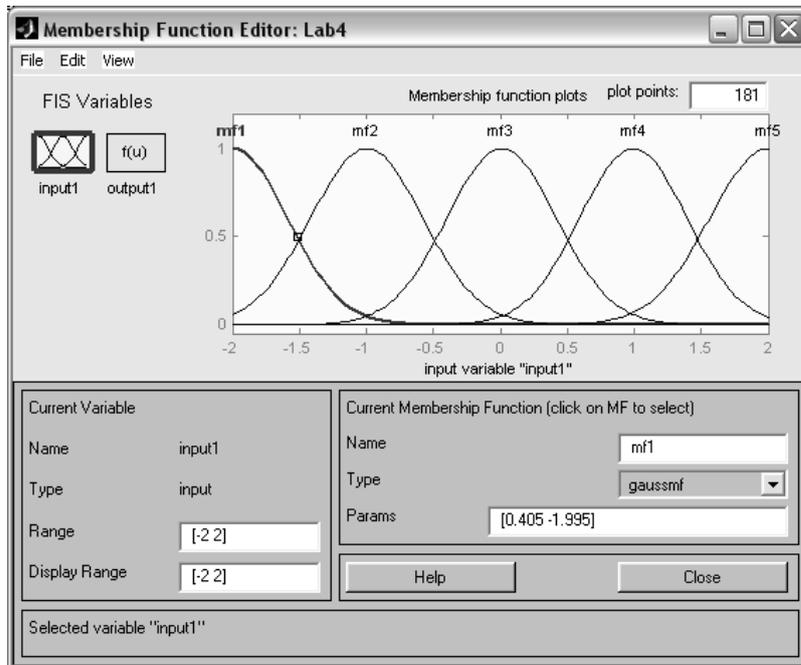 Membership Function Editor: Lab4
File Edit View
FIS Variables
Membership function plots
plot points:
181
input1
f(u)
output1
mf1 mf2 mf3 mf4 mf5
1
0.5
0
-2 -1.5 -1 -0.5 0 0.5 1 1.5 2
input variable "input1"
Current Variable
Name input1
Type input
Range [-2 2]
Display Range [-2 2]
Current Membership Function (click on MF to select)
Name mf1
Type gaussmf
Params [0.405 -1.995]
Help Close
Selected variable "input1"